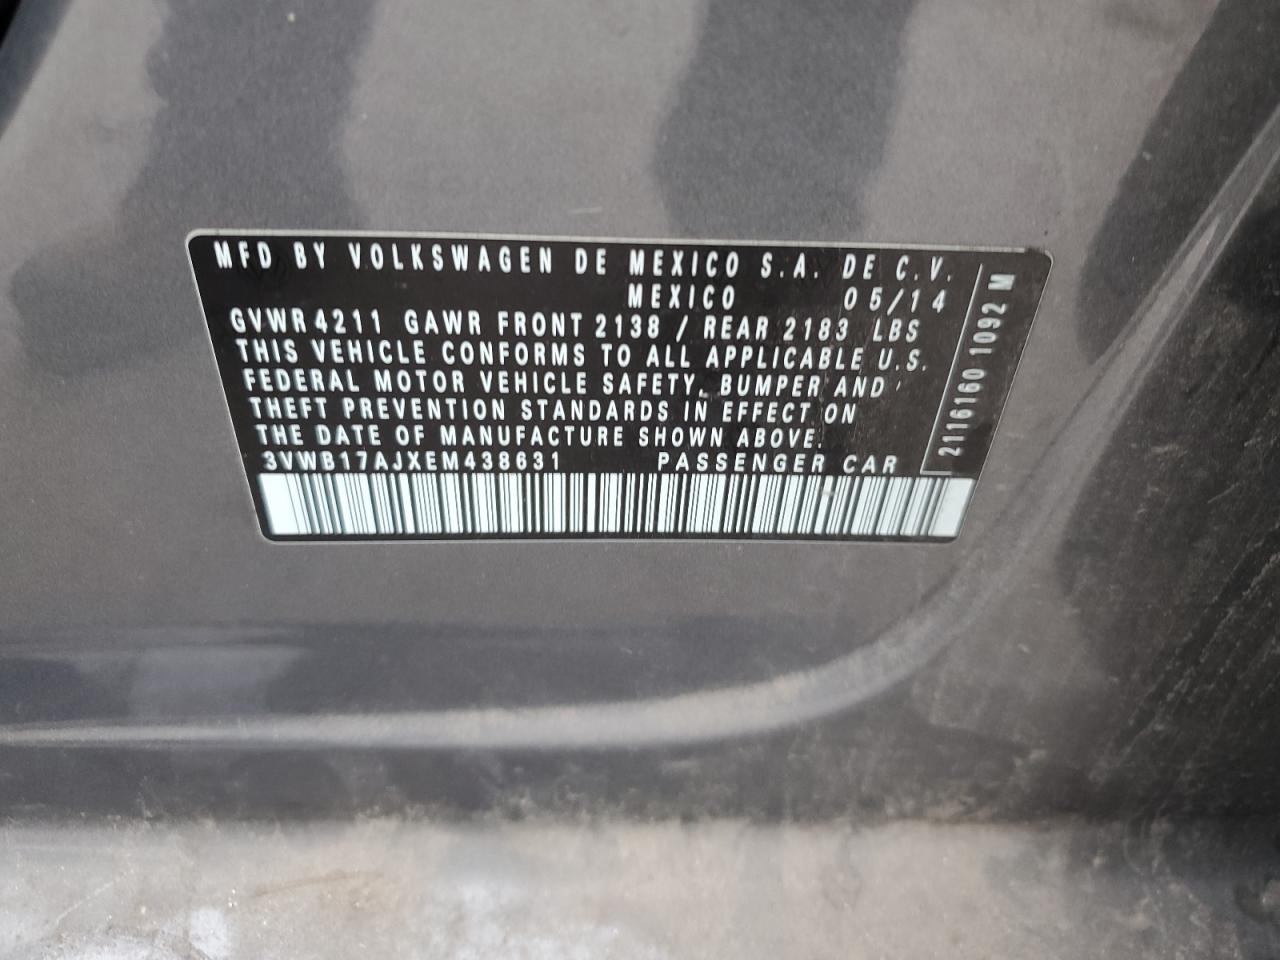 MFD BY VOLKSWAGEN DE MEXICO S.A. DE C.V.
MEXICO 05/14
GVWR 4211 GAWR FRONT 2138 / REAR 2183 LBS
THIS VEHICLE CONFORMS TO ALL APPLICABLE U.S.
FEDERAL MOTOR VEHICLE SAFETY, BUMPER AND
THEFT PREVENTION STANDARDS IN EFFECT ON
THE DATE OF MANUFACTURE SHOWN ABOVE.
3VWB17AJXEM438631 PASSENGER CAR
2116160 1092 M